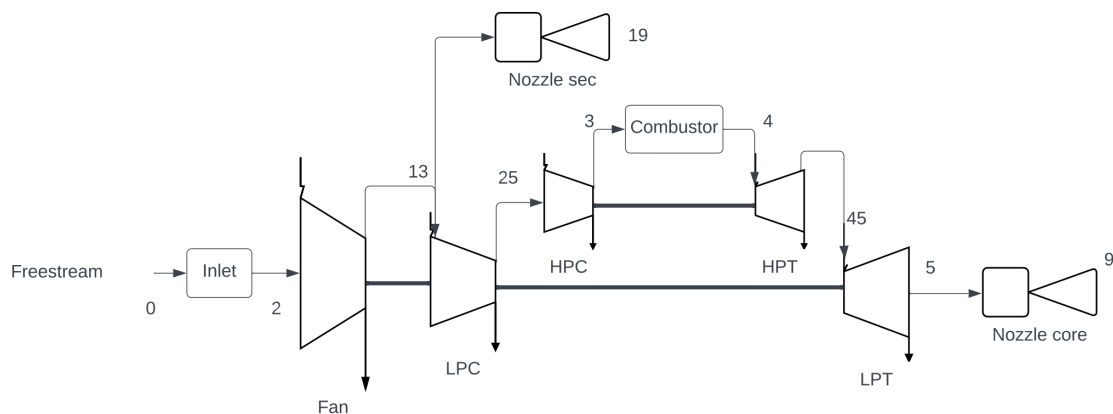 19
Nozzle sec
3
Combustor
4
13
25
45
HPC
HPT
Freestream
Inlet
5
9
0
2
Nozzle core
LPC
LPT
Fan